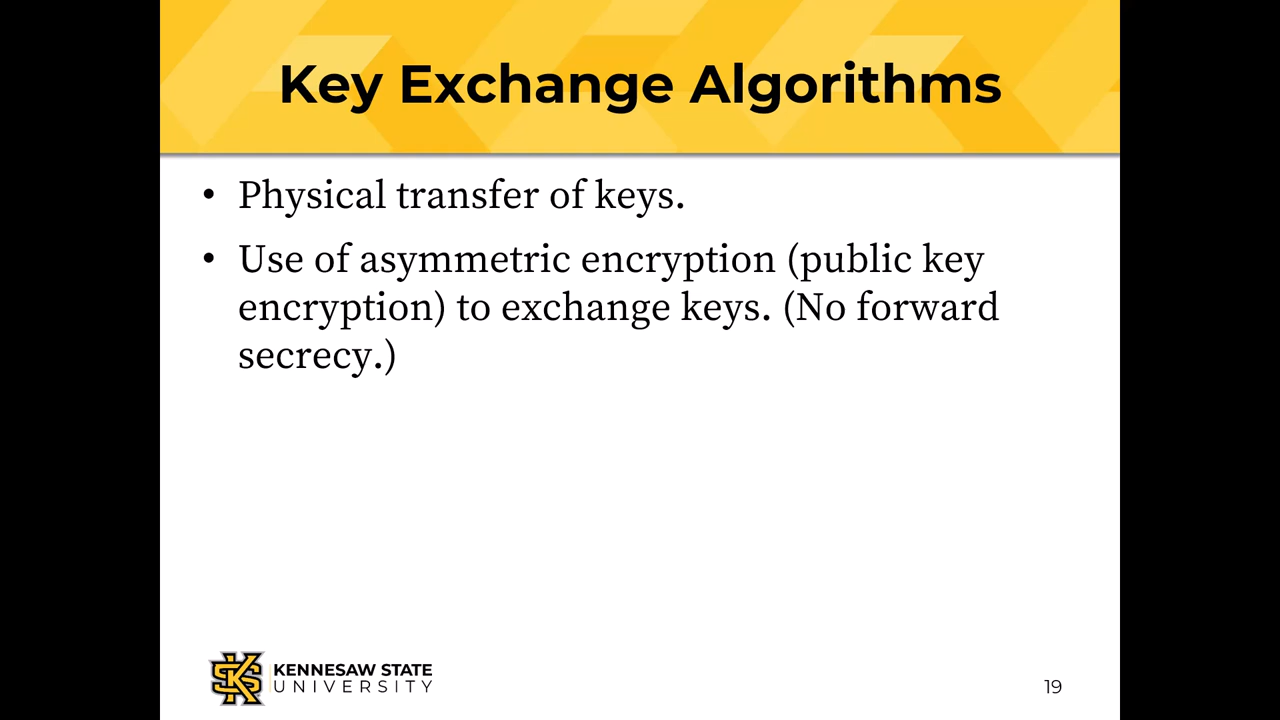 Key Exchange Algorithms
• Physical transfer of keys.
• Use of asymmetric encryption (public key
encryption) to exchange keys. (No forward
secrecy.)
KENNESAW STATE
UNIVERSITY
19